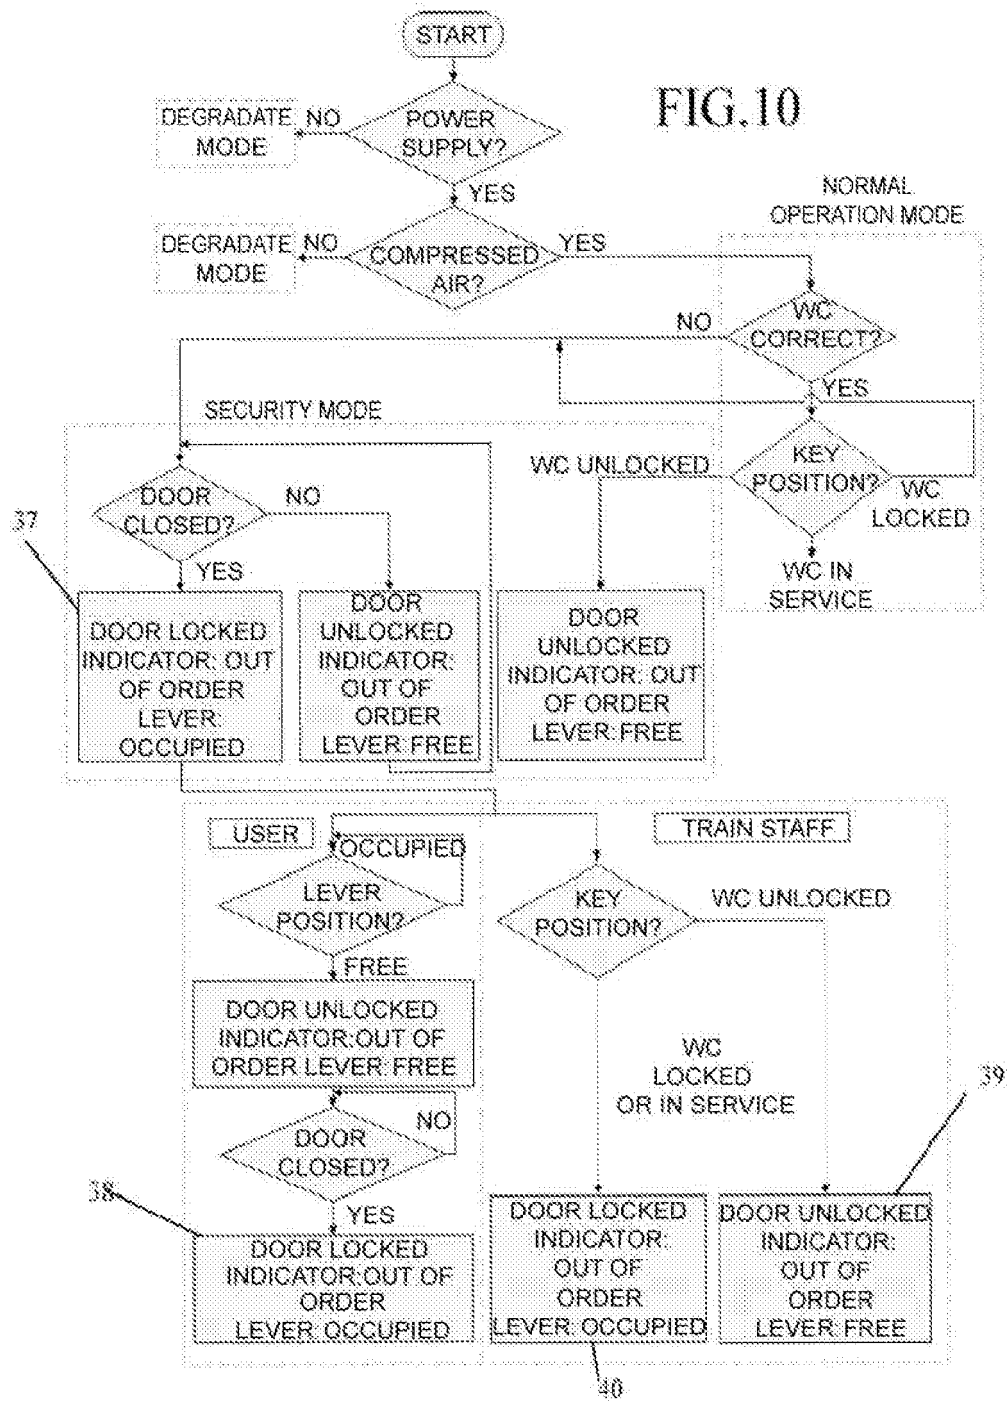 START
FIG.10
DEGRADATE
MODE
NO
POWER
SUPPLY?
YES
NORMAL
OPERATION MODE
DEGRADATE
MODE
NO
COMPRESSED
AIR?
YES
WC
CORRECT?
NO
YES
SECURITY MODE
KEY
POSITION?
WC UNLOCKED
WC
LOCKED
WC IN
SERVICE
DOOR
CLOSED?
NO
YES
37
DOOR LOCKED
INDICATOR: OUT
OF ORDER
LEVER:
OCCUPIED
DOOR
UNLOCKED
INDICATOR:
OUT OF
ORDER
LEVER: FREE
DOOR
UNLOCKED
INDICATOR: OUT
OF ORDER
LEVER: FREE
USER
TRAIN STAFF
OCCUPIED
LEVER
POSITION?
FREE
KEY
POSITION?
WC UNLOCKED
DOOR UNLOCKED
INDICATOR:OUT OF
ORDER LEVER: FREE
WC
LOCKED
OR IN SERVICE
39
NO
DOOR
CLOSED?
YES
38
DOOR LOCKED
INDICATOR:OUT OF
ORDER
LEVER: OCCUPIED
DOOR LOCKED
INDICATOR:
OUT OF
ORDER
LEVER: OCCUPIED
DOOR UNLOCKED
INDICATOR:
OUT OF
ORDER
LEVER: FREE
40